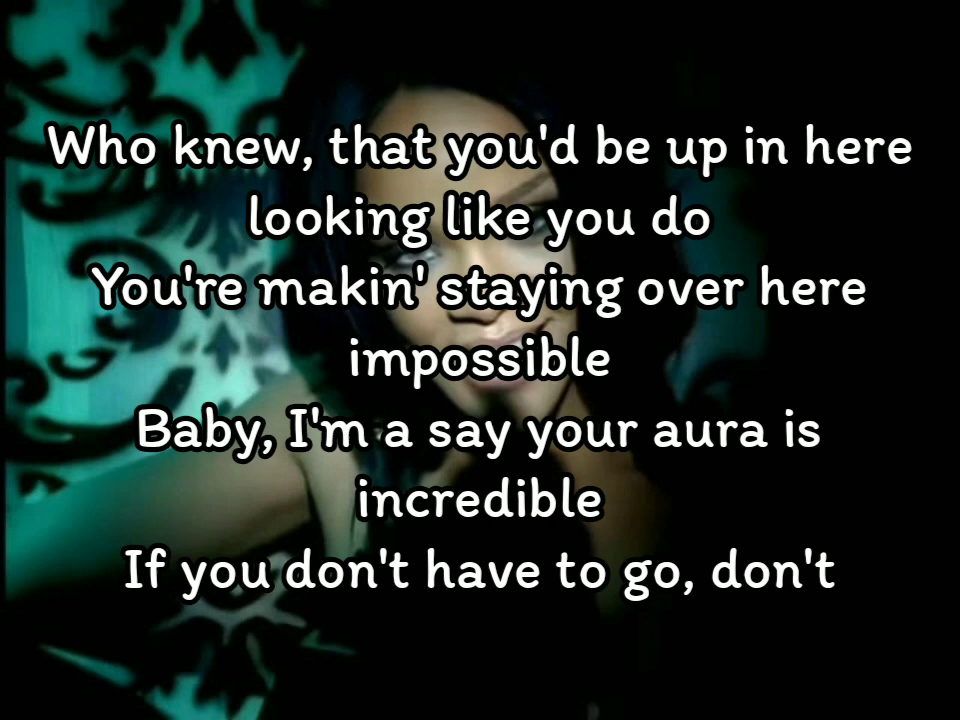 Who knew, that you'd be up in here
looking like you do
You're makin' staying over here
impossible
Baby, I'm a say your aura is
incredible
If you don't have to go, don't